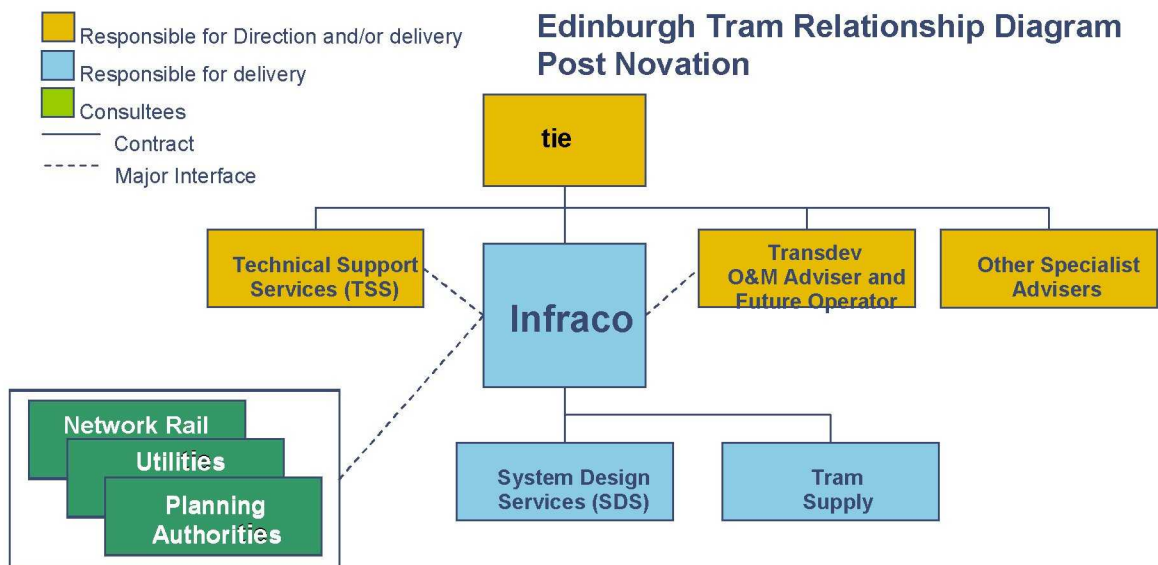 Responsible for Direction and/or delivery
Responsible for delivery
Consultees
Contract
Major Interface
Edinburgh Tram Relationship Diagram
Post Novation
tie
Technical Support
Services (TSS)
Infraco
Transdev
O&M Adviser and
Future Operator
Other Specialist
Advisers
Network Rail
Utilities
Planning
Authorities
System Design
Services (SDS)
Tram
Supply